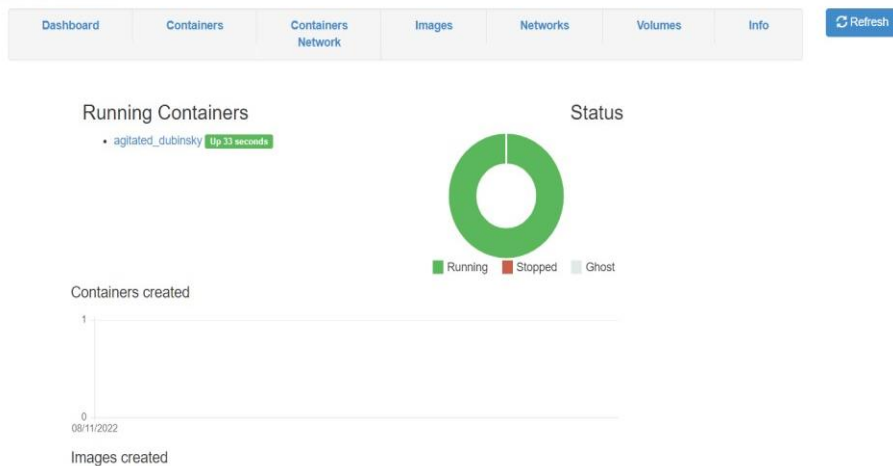 Dashboard
Containers
Containers
Network
Images
Networks
Volumes
Info
Refresh
Running Containers
agitated_dubinsky Up 33 seconds
Status
Running
Stopped
Ghost
Containers created
1
0
08/11/2022
Images created